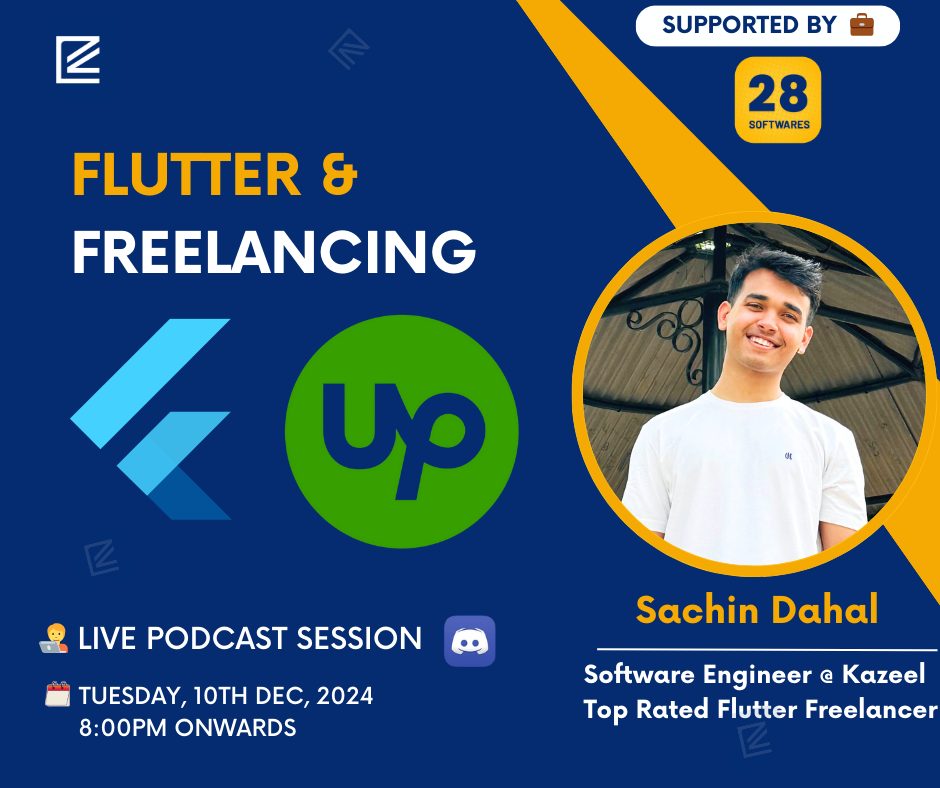 SUPPORTED BY
28
SOFTWARES
FLUTTER &
FREELANCING
up
Sachin Dahal
Software Engineer @ Kazeel
Top Rated Flutter Freelancer
LIVE PODCAST SESSION
TUESDAY, 10TH DEC, 2024
8:00PM ONWARDS